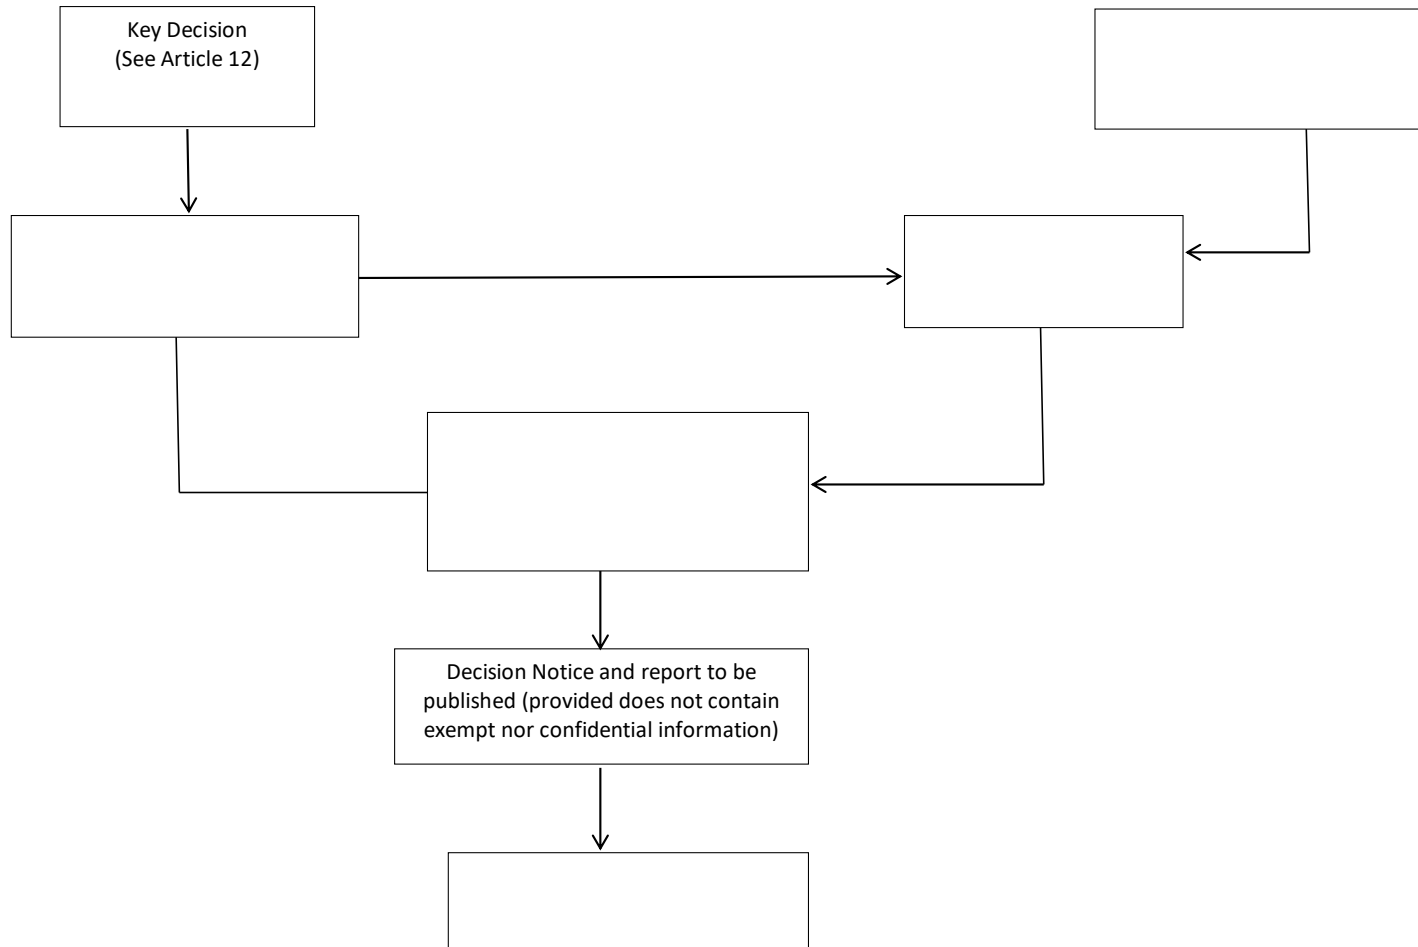 Key Decision
(See Article 12)
Decision Notice and report to be
published (provided does not contain
exempt nor confidential information)